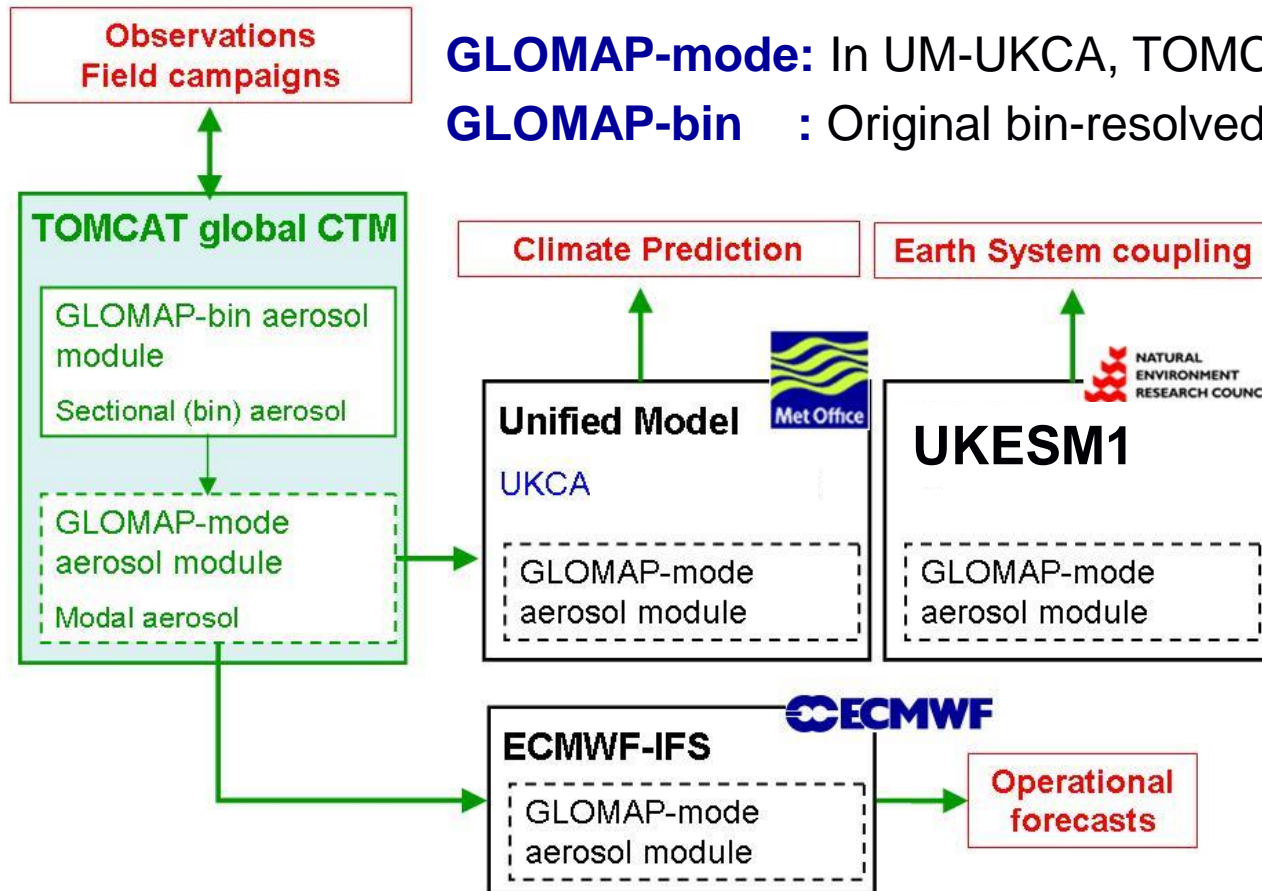 Observations
Field campaigns
GLOMAP-mode: In UM-UKCA, TOMC
GLOMAP-bin : Original bin-resolved
TOMCAT global CTM
GLOMAP-bin aerosol
module
Sectional (bin) aerosol
GLOMAP-mode
aerosol module
Modal aerosol
Climate Prediction
Earth System coupling
Met Office
NATURAL
ENVIRONMENT
RESEARCH COUNC
Unified Model
UKCA
GLOMAP-mode
aerosol module
UKESM1
GLOMAP-mode
aerosol module
ECMWF
ECMWF-IFS
GLOMAP-mode
aerosol module
Operational
forecasts